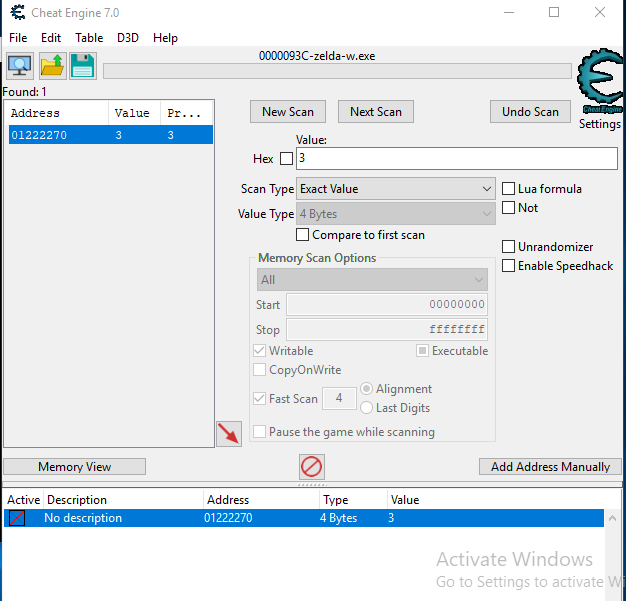 Cheat Engine 7.0
File Edit Table D3D Help
0000093C-zelda-w.exe
Found: 1
Address Value Pr...
01222270 3 3
New Scan Next Scan Undo Scan
Cheat Engine
Settings
Value:
Hex 3
Scan Type Exact Value
Lua formula
Value Type 4 Bytes
Not
Compare to first scan
Memory Scan Options
Unrandomizer
All
Enable Speedhack
Start 00000000
Stop ffffffff
Writable Executable
CopyOnWrite
Fast Scan 4 Alignment
Last Digits
Pause the game while scanning
Memory View Add Address Manually
Active Description Address Type Value
No description 01222270 4 Bytes 3
Activate Windows
Go to Settings to activate W